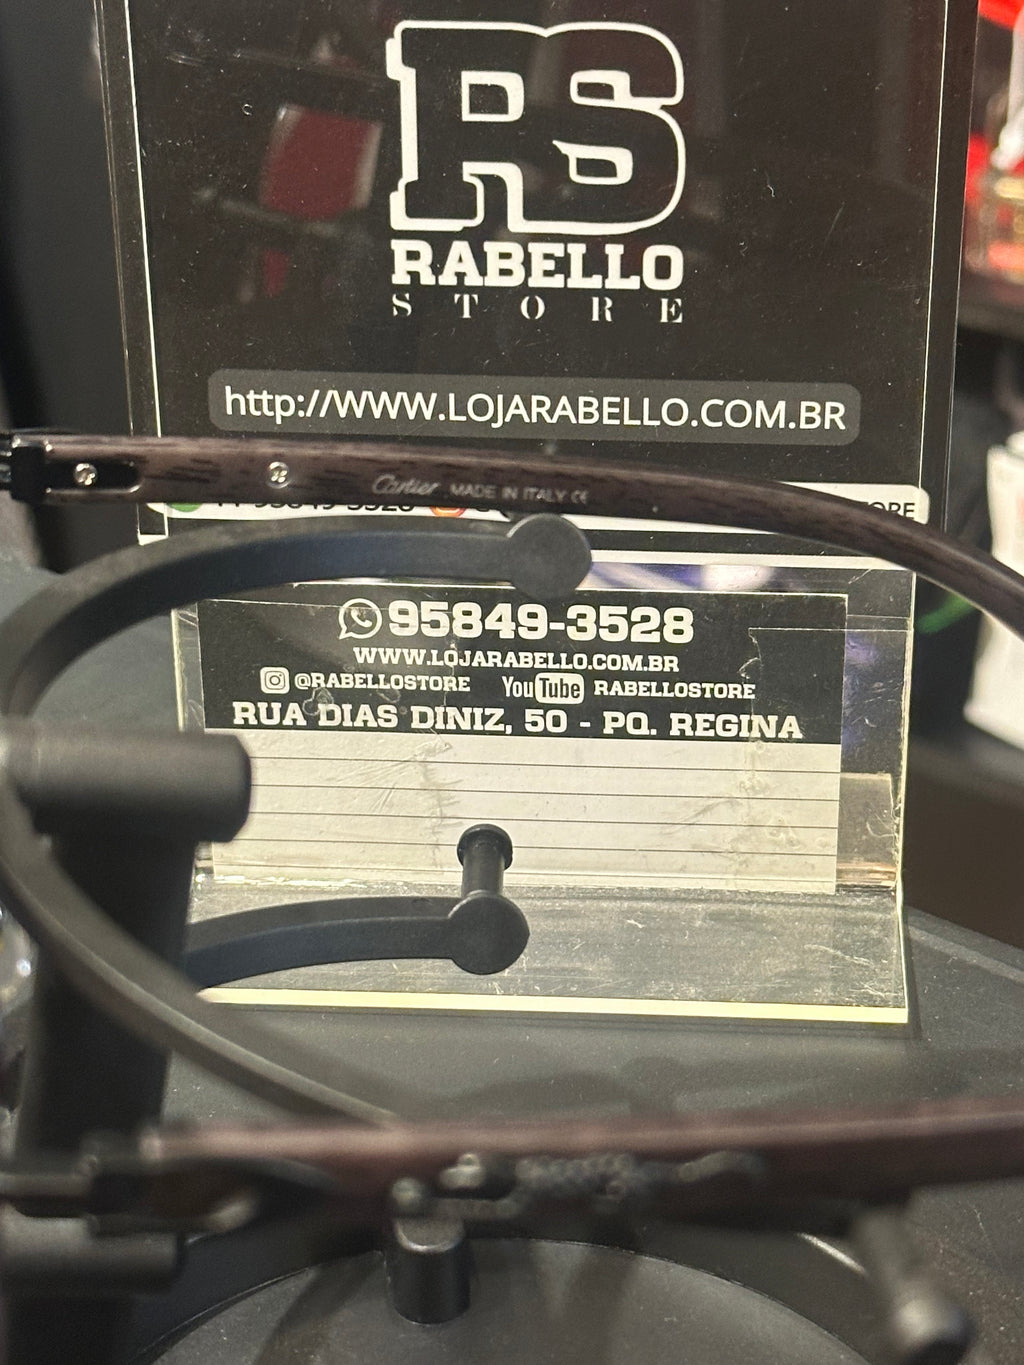 RS
RABELLO
STORE
http://WWW.LOJARABELLO.COM.BR
Cartier MADE IN ITALY CE
95849-3528
WWW.LOJARABELLO.COM.BR
@RABELLOSTORE YouTube RABELLOSTORE
RUA DIAS DINIZ, 50 - PQ. REGINA